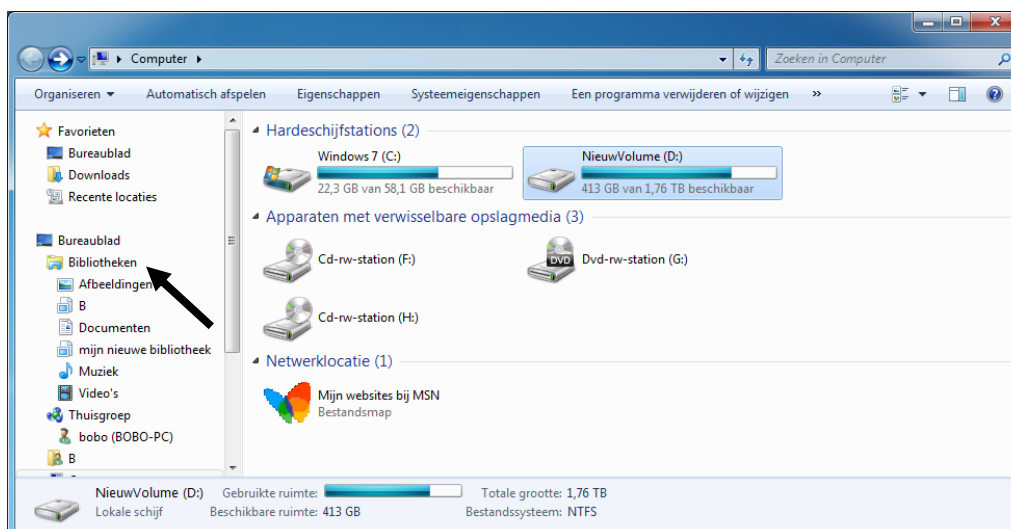 Computer
Zoeken in Computer
Organiseren
Automatisch afspelen
Eigenschappen
Systeemeigenschappen
Een programma verwijderen of wijzigen
»
Favorieten
Bureaublad
Downloads
Recente locaties
Bureaublad
Bibliotheken
Afbeeldingen
B
Documenten
mijn nieuwe bibliotheek
Muziek
Video's
Thuisgroep
bobo (BOBO-PC)
B
Hardeschijfstations (2)
Windows 7 (C:)
22,3 GB van 58,1 GB beschikbaar
NieuwVolume (D:)
413 GB van 1,76 TB beschikbaar
Apparaten met verwisselbare opslagmedia (3)
Cd-rw-station (F:)
DVD
Dvd-rw-station (G:)
Cd-rw-station (H:)
Netwerklocatie (1)
Mijn websites bij MSN
Bestandsmap
NieuwVolume (D:) Gebruikte ruimte: Totale grootte: 1,76 TB
Lokale schijf Beschikbare ruimte: 413 GB Bestandssysteem: NTFS